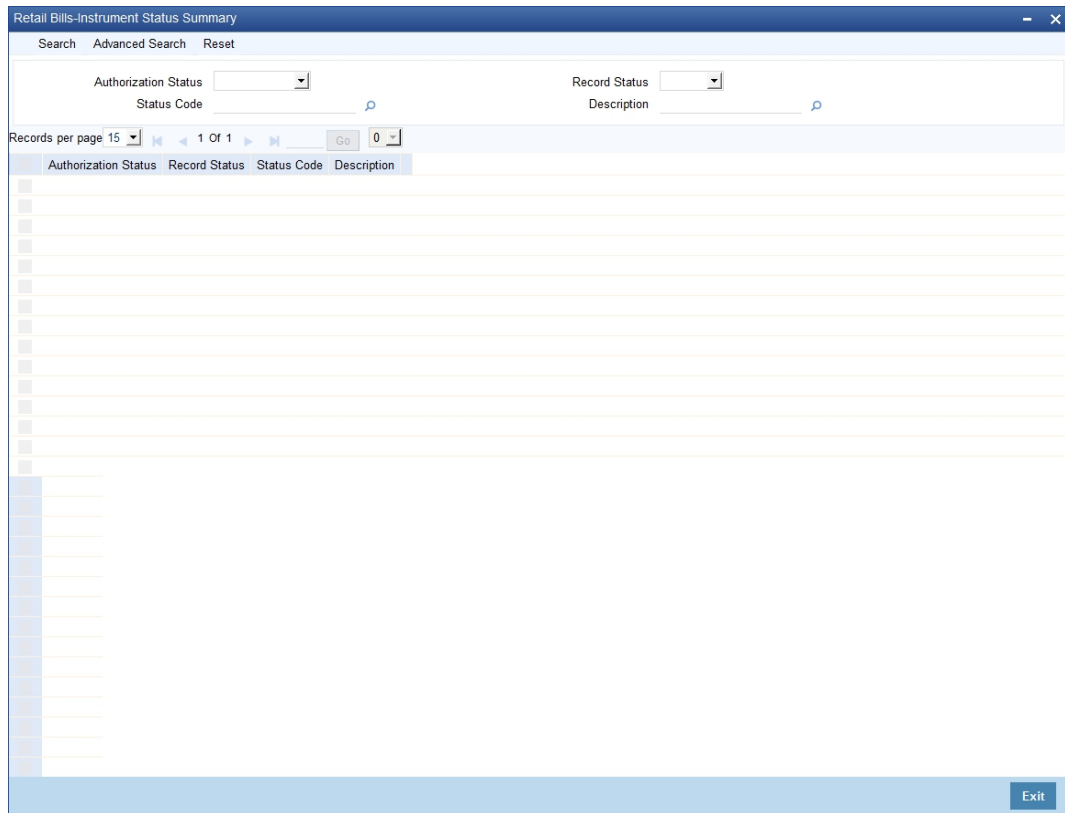 Retail Bills-Instrument Status Summary
Search Advanced Search Reset
Authorization Status Record Status
Status Code Description
Records per page 15 1 Of 1 Go 0
Authorization Status Record Status Status Code Description
Exit